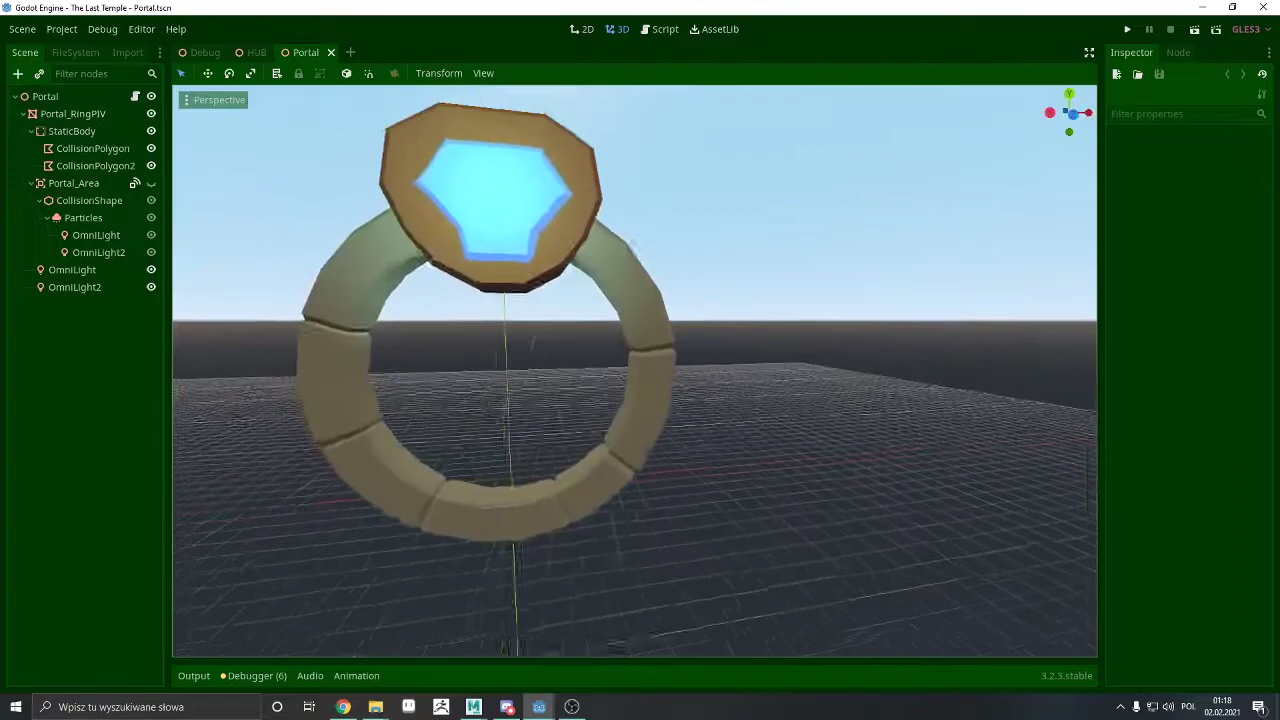 Godot Engine - The Last Temple - Portal.tscn
Scene Project Debug Editor Help
2D 3D Script AssetLib
GLES3
Scene FileSystem Import
Debug HUB Portal
Inspector Node
Filter nodes
Transform View
Perspective
Filter properties
Y
Portal
Portal_RingPIV
StaticBody
CollisionPolygon
CollisionPolygon2
Portal_Area
CollisionShape
Particles
OmniLight
OmniLight2
OmniLight
OmniLight2
Output Debugger (6) Audio Animation
3.2.3.stable
Wpisz tu wyszukiwane słowa
POL
01:18
02.02.2021